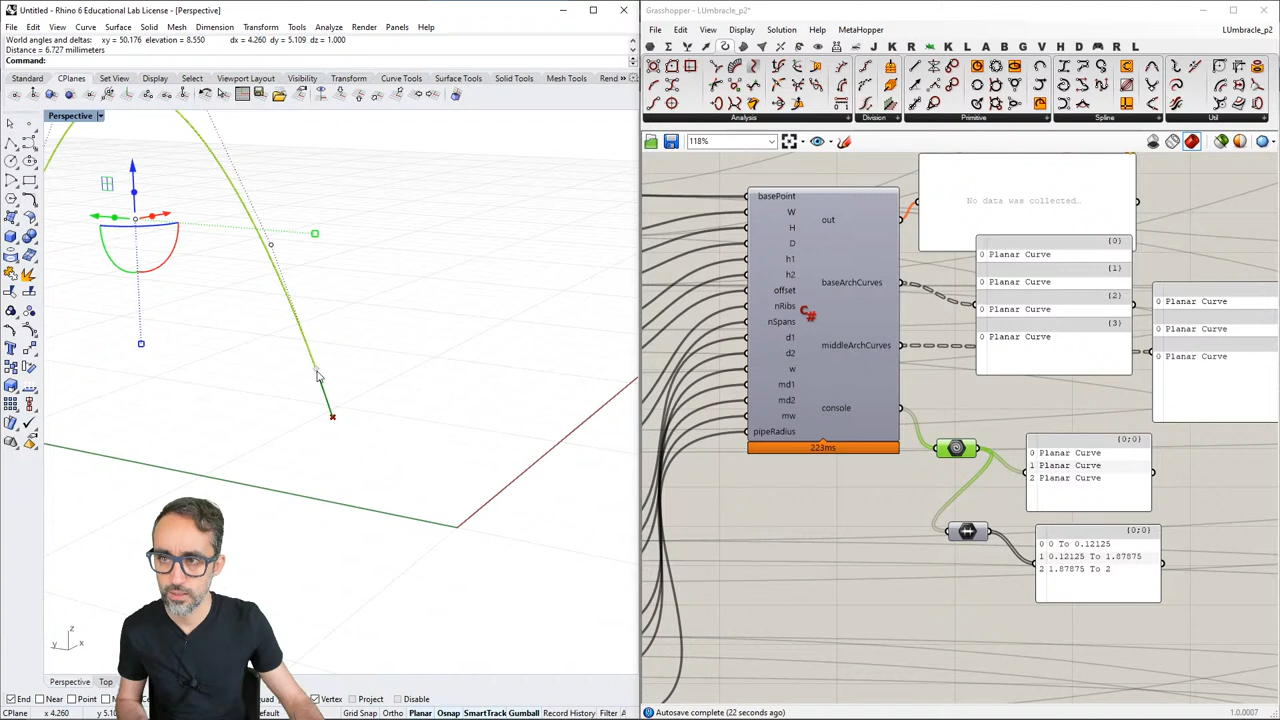 Untitled - Rhino 6 Educational Lab License - [Perspective]
File Edit View Curve Surface Solid Mesh Dimension Transform Tools Analyze Render Panels Help
World angles and deltas: xy = 50.176 elevation = 8.550 dx = 4.260 dy = 5.109 dz = 1.000
Distance = 6.727 millimeters
Command:
Standard CPlanes Set View Display Select Viewport Layout Visibility Transform Curve Tools Surface Tools Solid Tools Mesh Tools Rend »
Perspective
z
y x
Perspective Top
End Near Point Quad Vertex Project Disable
x 4.260 Grid Snap Ortho Planar Osnap SmartTrack Gumball Record History Filter
Grasshopper - LUmbracle_p2*
File Edit View Display Solution Help MetaHopper LUmbracle_p2
J K R K L A B V H D R L
Analysis Division Primitive Spline Util
118%
basePoint
W
H
D
h1
h2
offset
nRibs
nSpans
d1
d2
w
md1
md2
mw
pipeRadius
C#
out
baseArchCurves
middleArchCurves
console
223ms
No data was collected...
{0}
0 Planar Curve
{1}
0 Planar Curve
{2}
0 Planar Curve
{3}
0 Planar Curve
0 Planar Curve
0 Planar Curve
0 Planar Curve
{0;0}
0 Planar Curve
1 Planar Curve
2 Planar Curve
{0;0}
0 0 To 0.12125
1 0.12125 To 1.87875
2 1.87875 To 2
Autosave complete (22 seconds ago) 1.0.0007